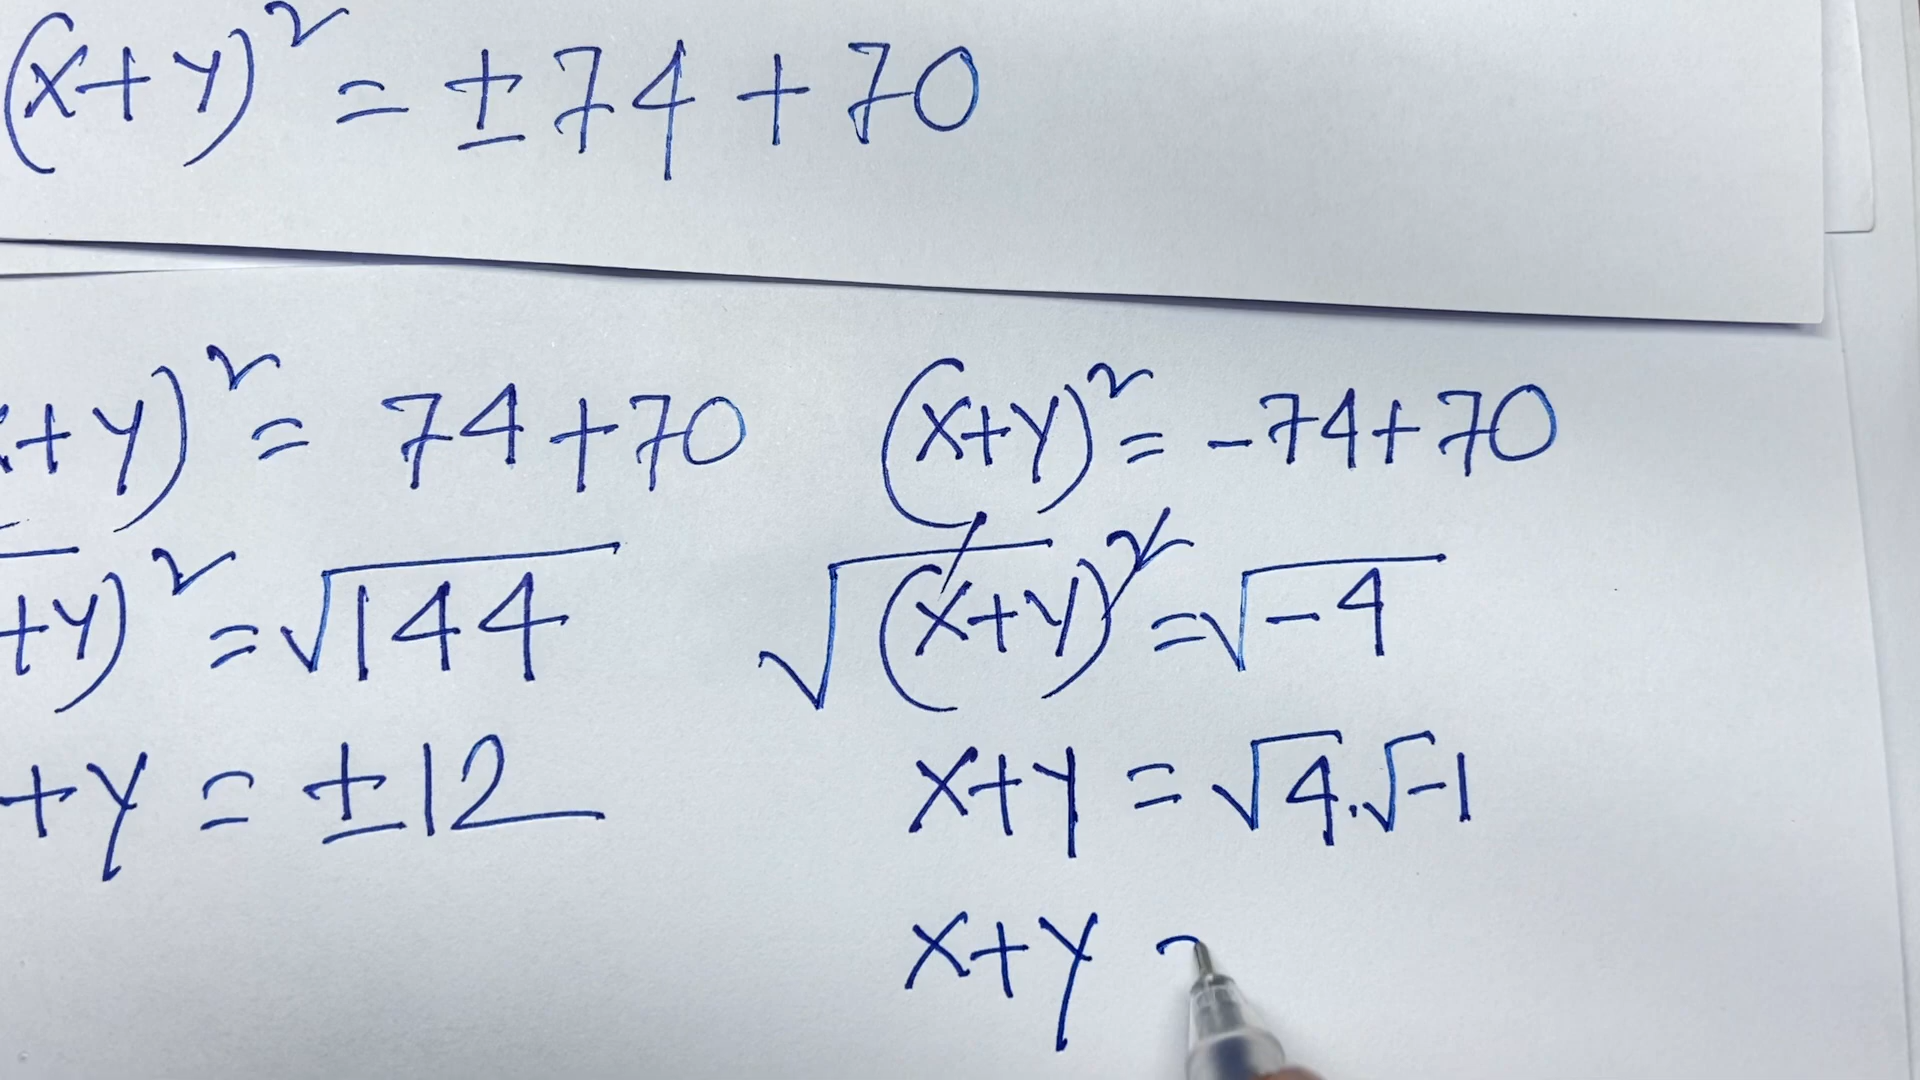 (x+y)² = ±74+70
+y)² = 74+70
(x+y)² = -74+70
+y)² = √144
√(x+y)² = √-4
+y = ±12
x+y = √4.√-1
x+y